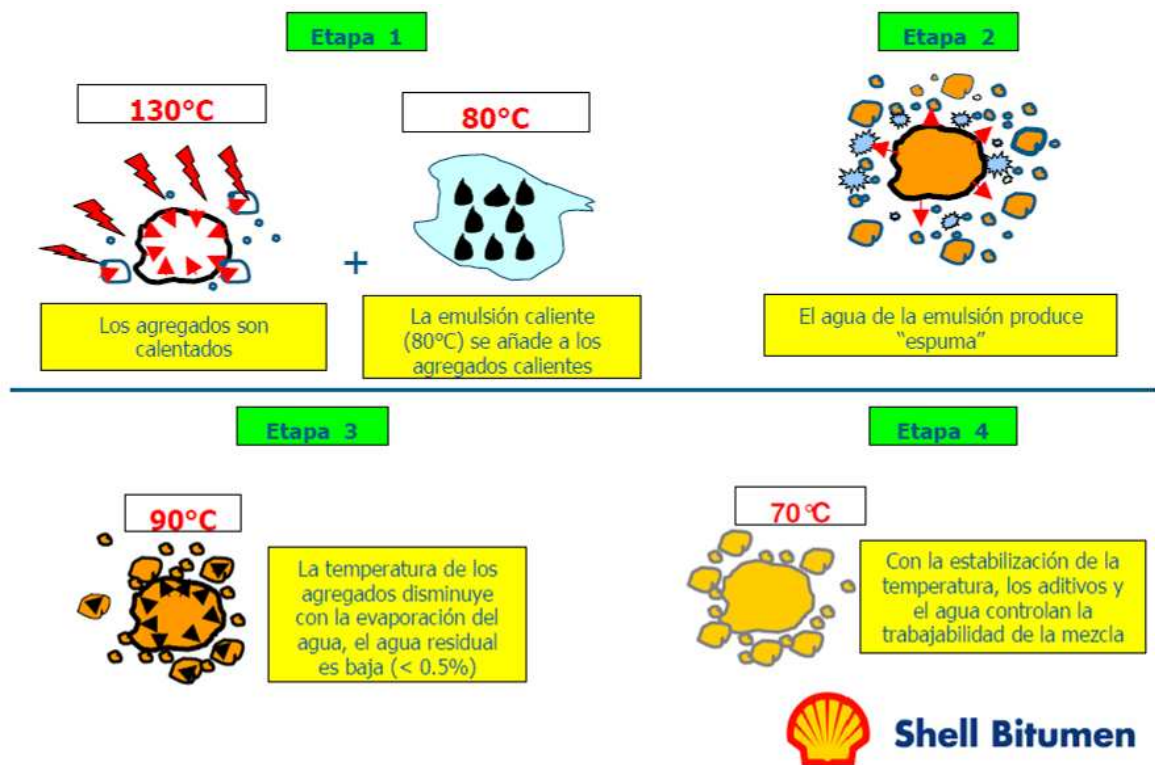 Etapa 1
130°C
80°C
+
Los agregados son
calentados
La emulsión caliente
(80°C) se añade a los
agregados calientes
Etapa 2
El agua de la emulsión produce
“espuma”
Etapa 3
90°C
La temperatura de los
agregados disminuye
con la evaporación del
agua, el agua residual
es baja (< 0.5%)
Etapa 4
70°C
Con la estabilización de la
temperatura, los aditivos y
el agua controlan la
trabajabilidad de la mezcla
Shell Bitumen